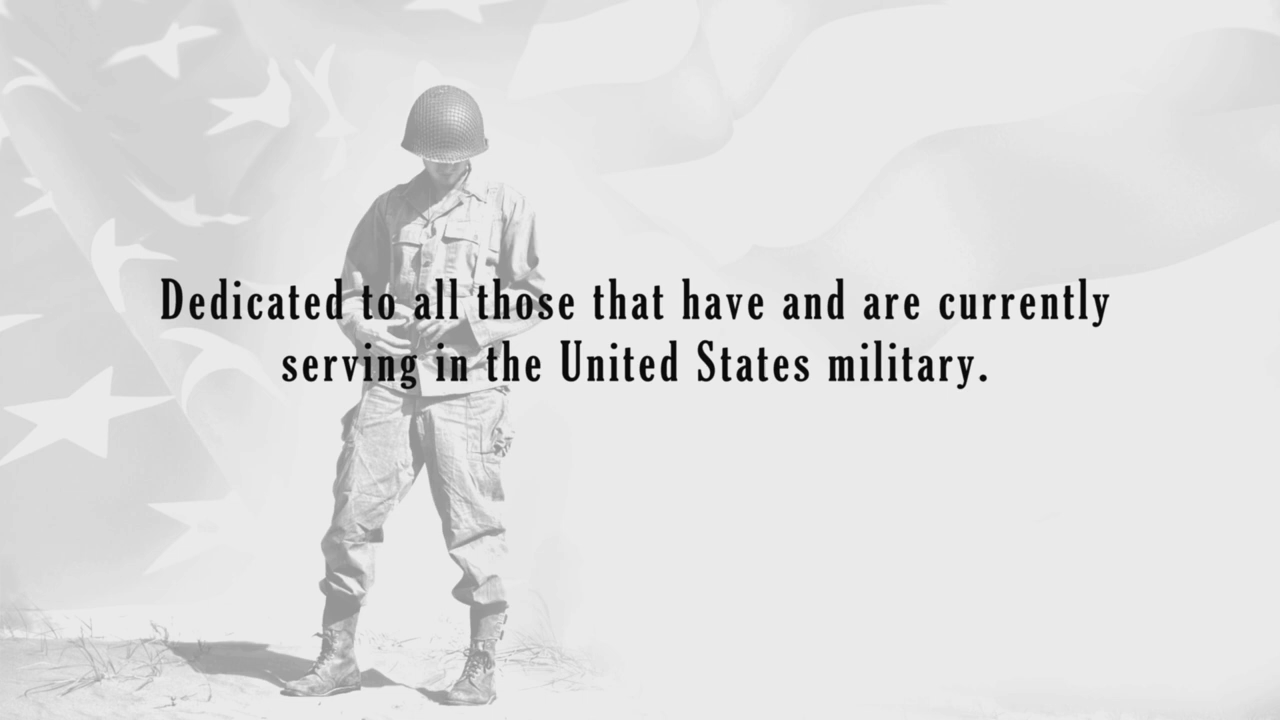 Dedicated to all those that have and are currently
serving in the United States military.